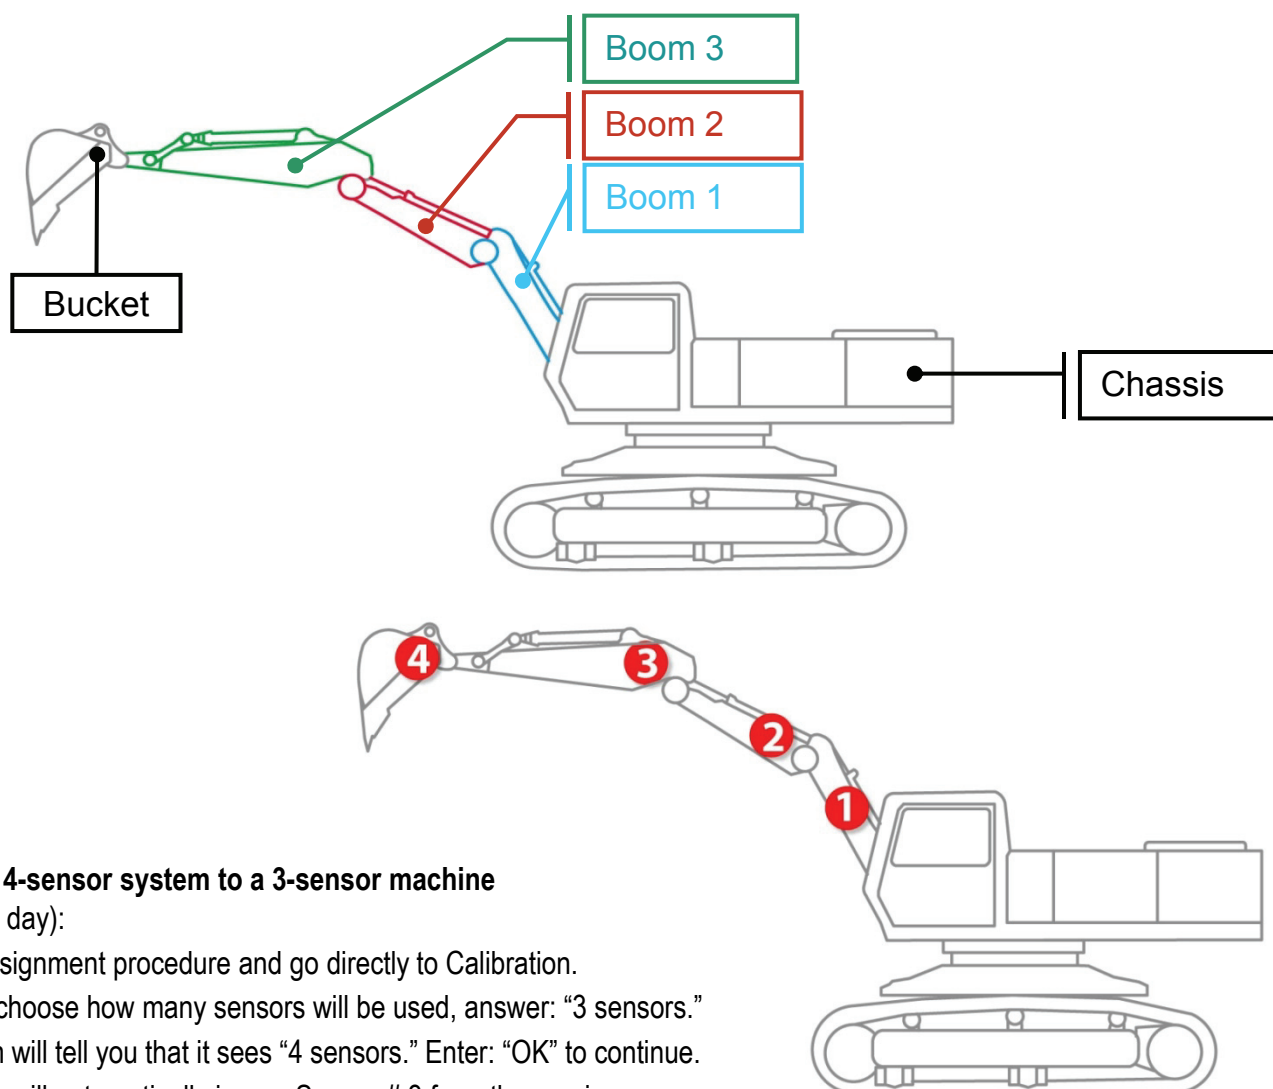 Boom 3
Boom 2
Boom 1
Bucket
Chassis
4
3
2
1
4-sensor system to a 3-sensor machine
day):
signment procedure and go directly to Calibration.
choose how many sensors will be used, answer: “3 sensors.”
will tell you that it sees “4 sensors.” Enter: “OK” to continue.